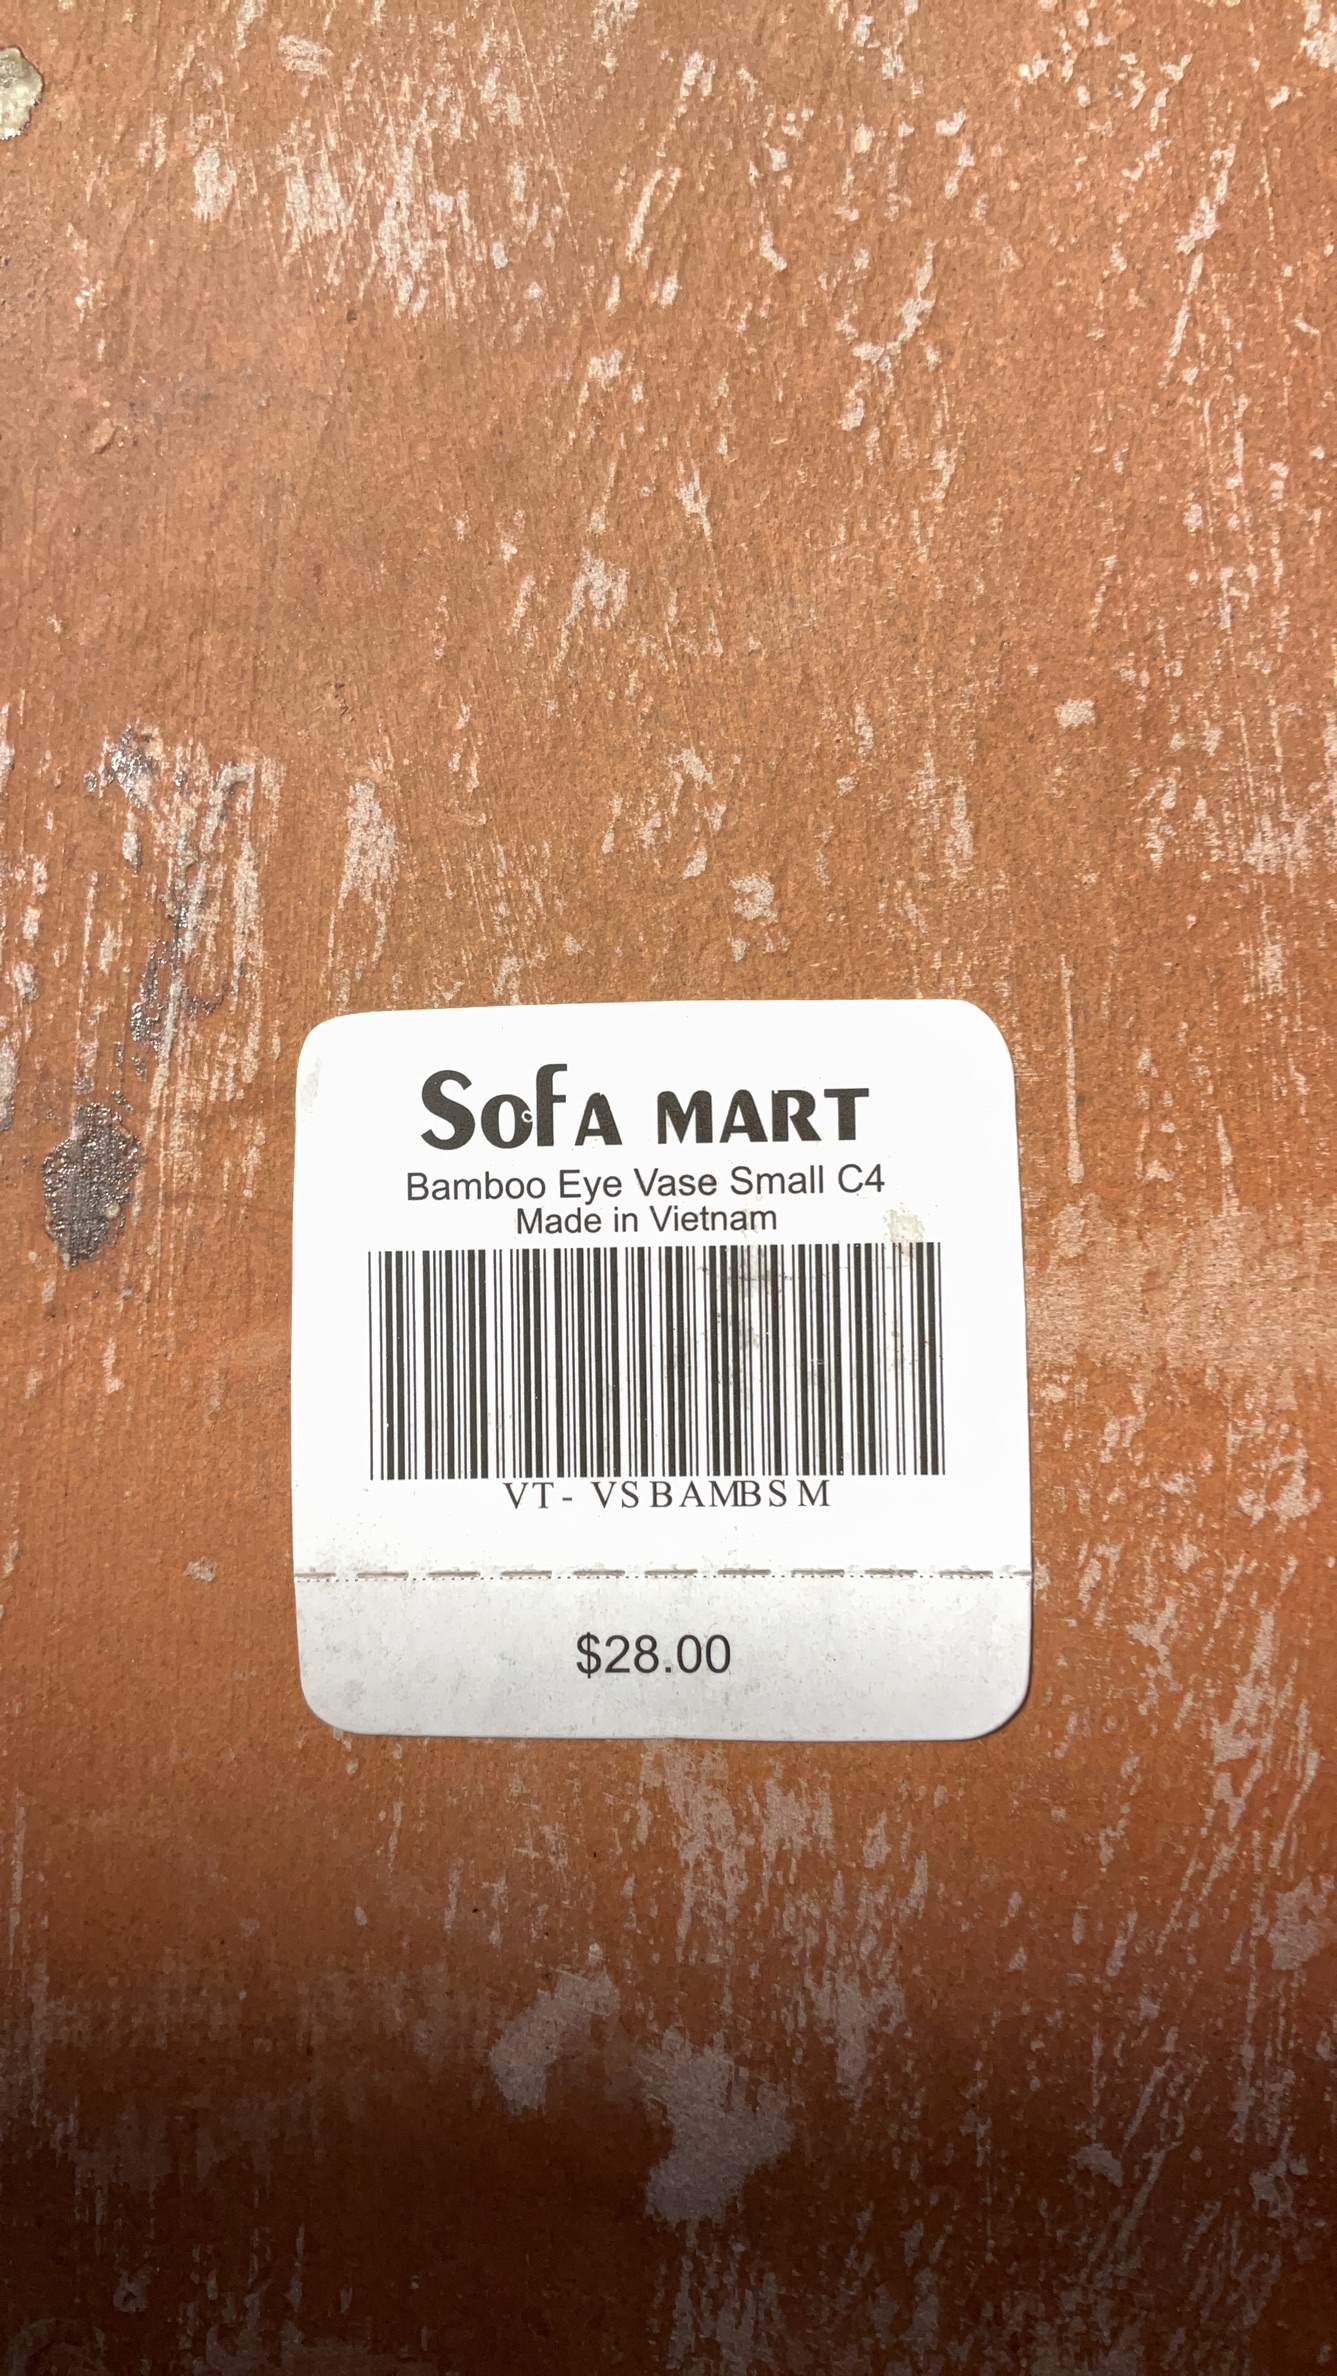 Sofa MART
Bamboo Eye Vase Small C4
Made in Vietnam
VT- VSBAMBSM
$28.00